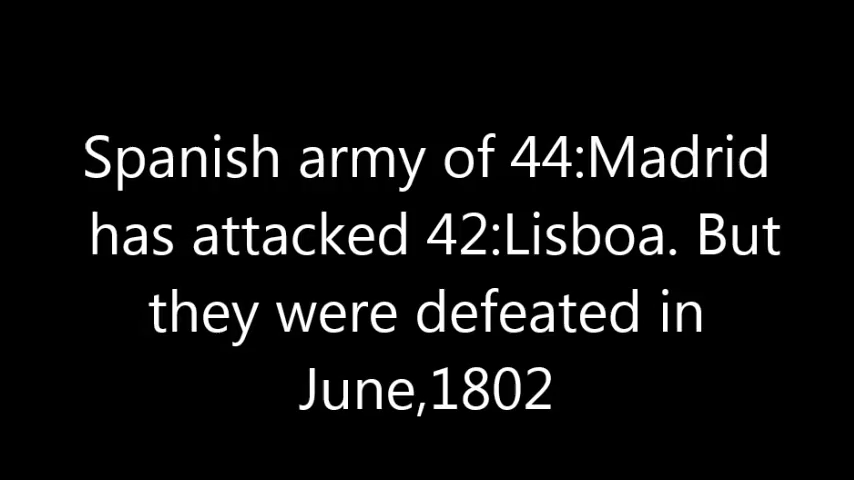 Spanish army of 44:Madrid
has attacked 42:Lisboa. But
they were defeated in
June,1802